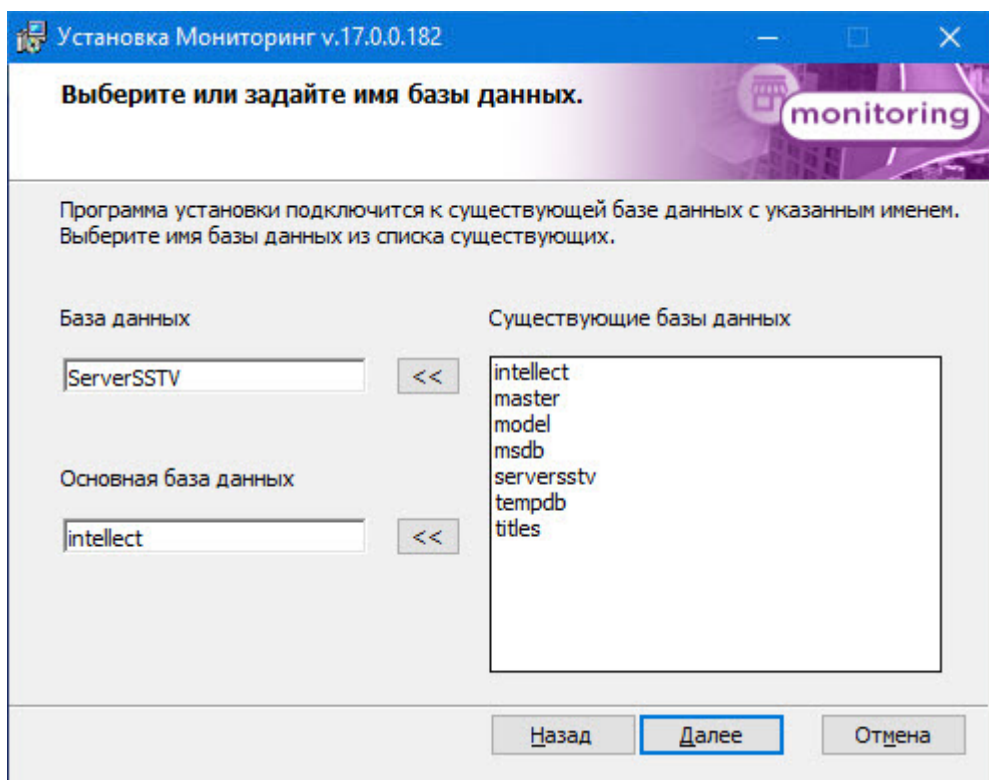 Установка Мониторинг v.17.0.0.182
Выберите или задайте имя базы данных.
monitoring
Программа установки подключится к существующей базе данных с указанным именем.
Выберите имя базы данных из списка существующих.
База данных
Существующие базы данных
ServerSSTV
<<
intellect
master
model
msdb
serversstv
tempdb
titles
Основная база данных
intellect
<<
Назад
Далее
Отмена